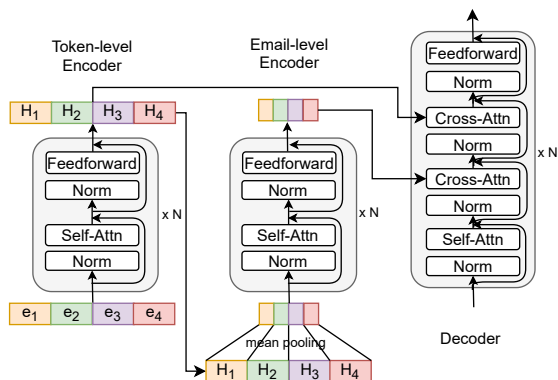 Token-level
Encoder
H1 H2 H3 H4
Feedforward
Norm
Self-Attn
Norm
x N
e1 e2 e3 e4
Email-level
Encoder
Feedforward
Norm
Self-Attn
Norm
x N
mean pooling
H1 H2 H3 H4
Feedforward
Norm
Cross-Attn
Norm
Cross-Attn
Norm
Self-Attn
Norm
x N
Decoder